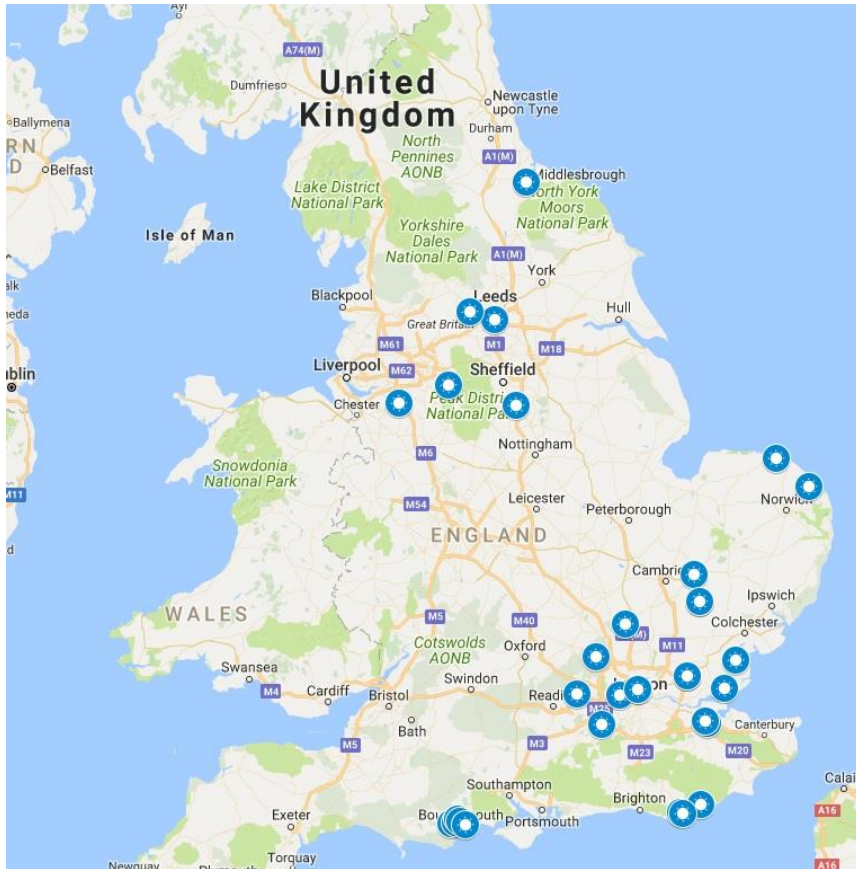 Ayr
A74(M)
United
Kingdom
Dumfries
Newcastle
upon Tyne
Ballymena
Durham
North
Pennines
AONB
A1(M)
Belfast
Middlesbrough
Lake District
National Park
North York
Moors
National Park
Isle of Man
Yorkshire
Dales
National Park
A1(M)
York
Blackpool
Leeds
Hull
Great Britain
M61
M1
M18
Liverpool
M62
Sheffield
Chester
Peak District
National Park
M6
Nottingham
Snowdonia
National Park
M11
M54
Leicester
Norwich
Peterborough
ENGLAND
Ipswich
WALES
M5
M40
M11
Colchester
Cotswolds
AONB
Oxford
Swansea
M4
Cardiff
Bristol
Swindon
M25
Bath
M3
M23
M20
Canterbury
M5
Southampton
Brighton
Portsmouth
Exeter
A16
Torquay
Newquay
A16